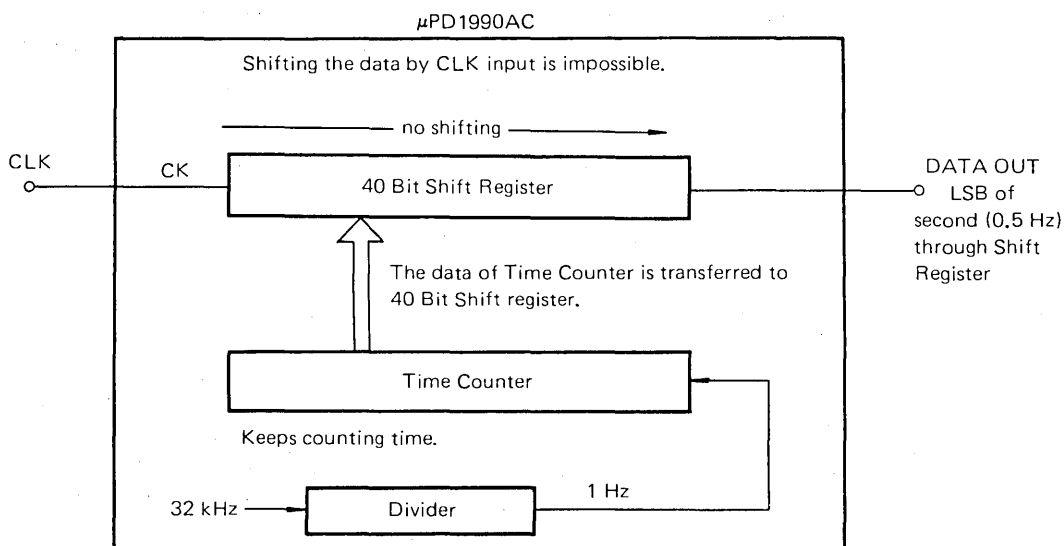 μPD1990AC
Shifting the data by CLK input is impossible.
no shifting
CLK
CK
40 Bit Shift Register
DATA OUT
LSB of
second (0.5 Hz)
through Shift
Register
The data of Time Counter is transferred to
40 Bit Shift register.
Time Counter
Keeps counting time.
32 kHz
Divider
1 Hz